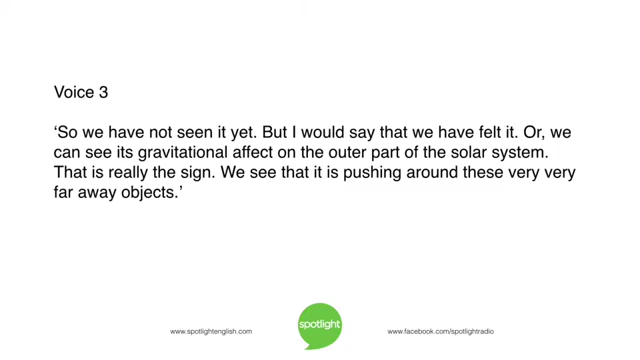 Voice 3
‘So we have not seen it yet. But I would say that we have felt it. Or, we
can see its gravitational affect on the outer part of the solar system.
That is really the sign. We see that it is pushing around these very very
far away objects.’
www.spotlightenglish.com
spotlight
www.facebook.com/spotlightradio